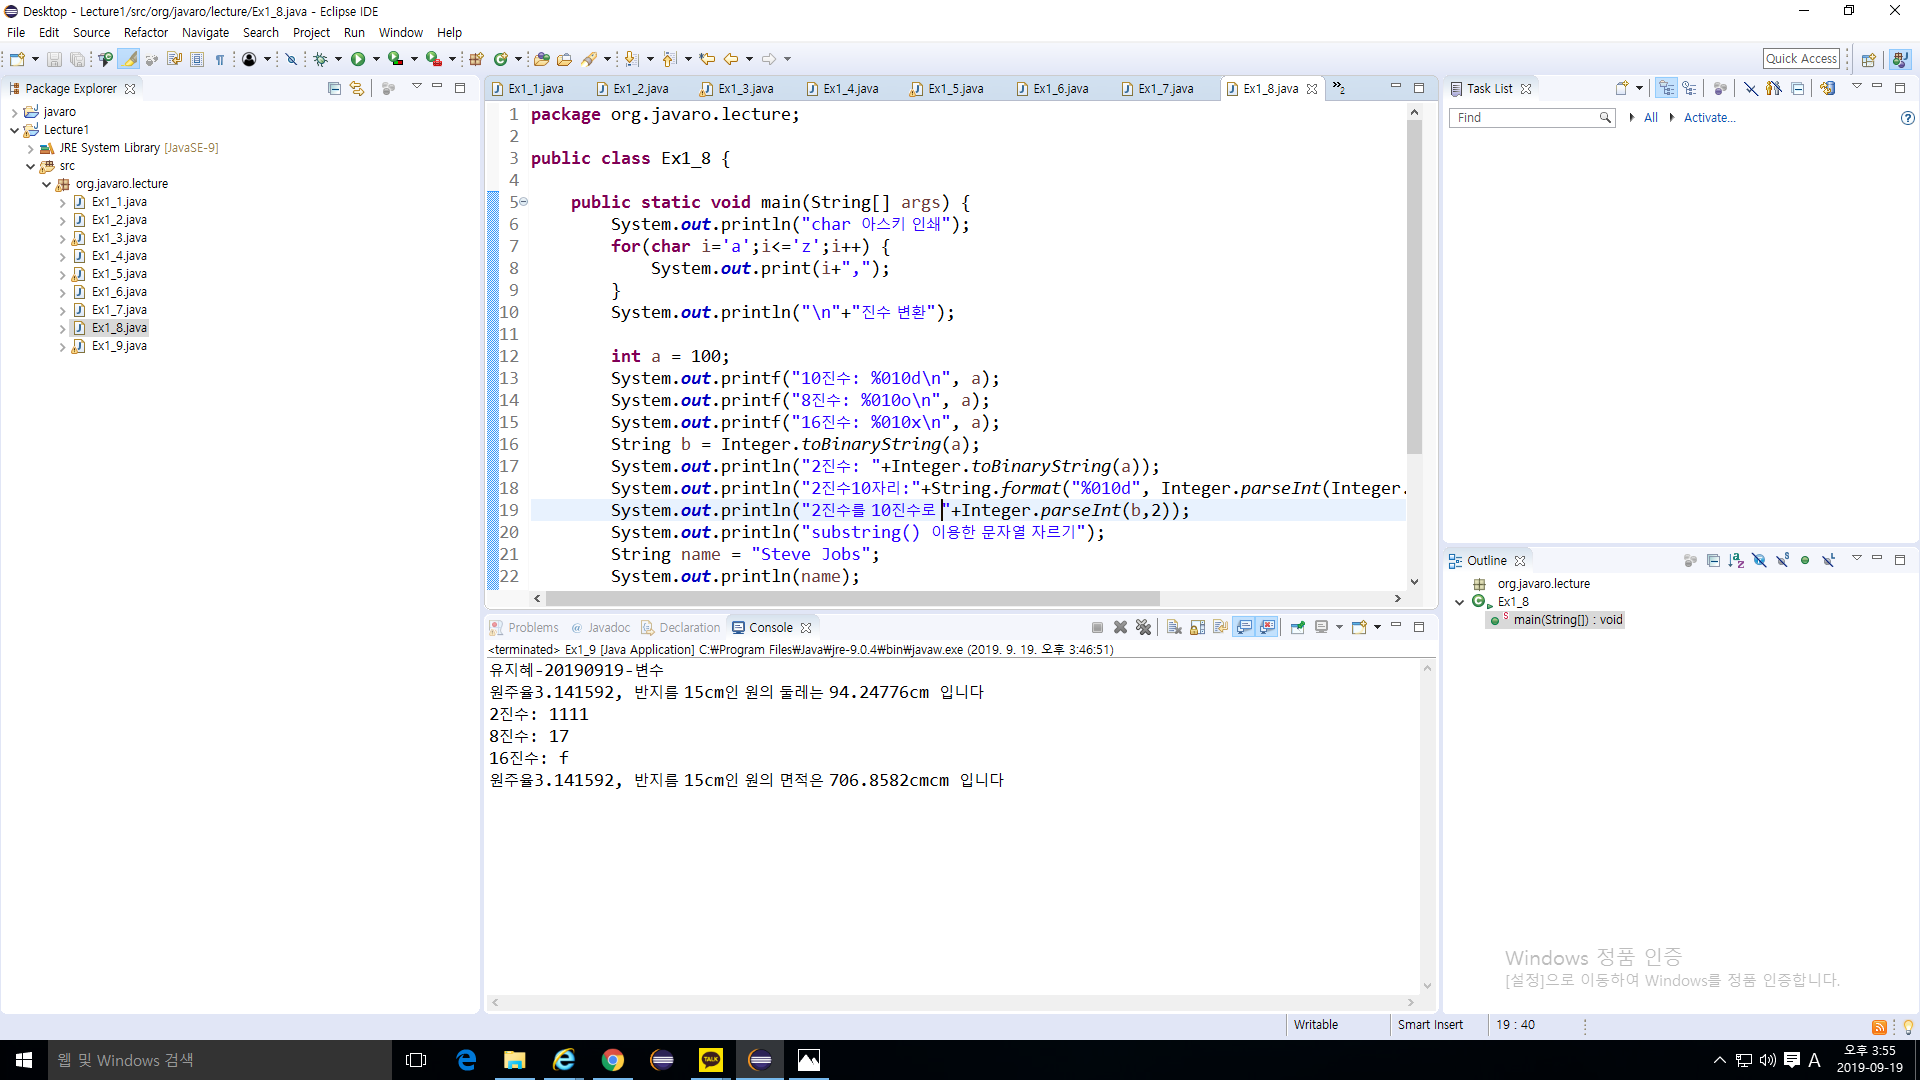 Desktop - Lecture1/src/org/javaro/lecture/Ex1_8.java - Eclipse IDE
File Edit Source Refactor Navigate Search Project Run Window Help
Quick Access
Package Explorer
javaro
Lecture1
JRE System Library [JavaSE-9]
src
org.javaro.lecture
Ex1_1.java
Ex1_2.java
Ex1_3.java
Ex1_4.java
Ex1_5.java
Ex1_6.java
Ex1_7.java
Ex1_8.java
Ex1_9.java
Ex1_1.java Ex1_2.java Ex1_3.java Ex1_4.java Ex1_5.java Ex1_6.java Ex1_7.java Ex1_8.java »2
1 package org.javaro.lecture;
2
3 public class Ex1_8 {
4
5 public static void main(String[] args) {
6 System.out.println("char 아스키 인쇄");
7 for(char i='a';i<='z';i++) {
8 System.out.print(i+",");
9 }
10 System.out.println("\n"+"진수 변환");
11
12 int a = 100;
13 System.out.printf("10진수: %010d\n", a);
14 System.out.printf("8진수: %010o\n", a);
15 System.out.printf("16진수: %010x\n", a);
16 String b = Integer.toBinaryString(a);
17 System.out.println("2진수: "+Integer.toBinaryString(a));
18 System.out.println("2진수10자리:"+String.format("%010d", Integer.parseInt(Integer.
19 System.out.println("2진수를 10진수로 "+Integer.parseInt(b,2));
20 System.out.println("substring() 이용한 문자열 자르기");
21 String name = "Steve Jobs";
22 System.out.println(name);
Problems Javadoc Declaration Console
<terminated> Ex1_9 [Java Application] C:₩Program Files₩Java₩jre-9.0.4₩bin₩javaw.exe (2019. 9. 19. 오후 3:46:51)
유지혜-20190919-변수
원주율3.141592, 반지름 15cm인 원의 둘레는 94.24776cm 입니다
2진수: 1111
8진수: 17
16진수: f
원주율3.141592, 반지름 15cm인 원의 면적은 706.8582cmcm 입니다
Task List
Find All Activate...
Outline
org.javaro.lecture
Ex1_8
main(String[]) : void
Windows 정품 인증
[설정]으로 이동하여 Windows를 정품 인증합니다.
Writable Smart Insert 19 : 40
웹 및 Windows 검색
TALK
A
오후 3:55
2019-09-19